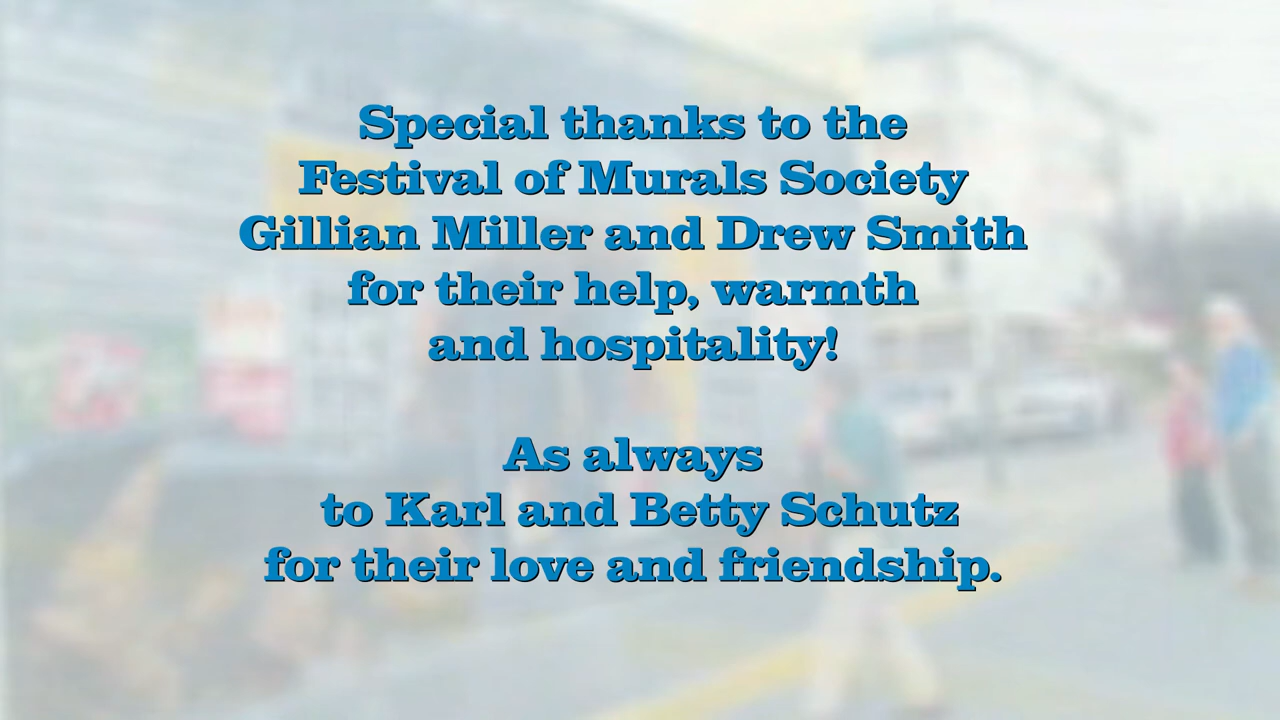 Special thanks to the
Festival of Murals Society
Gillian Miller and Drew Smith
for their help, warmth
and hospitality!
As always
to Karl and Betty Schutz
for their love and friendship.